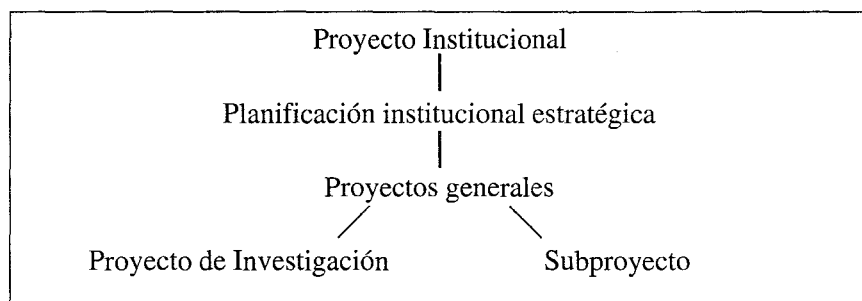 Proyecto Institucional
Planificación institucional estratégica
Proyectos generales
Proyecto de Investigación Subproyecto